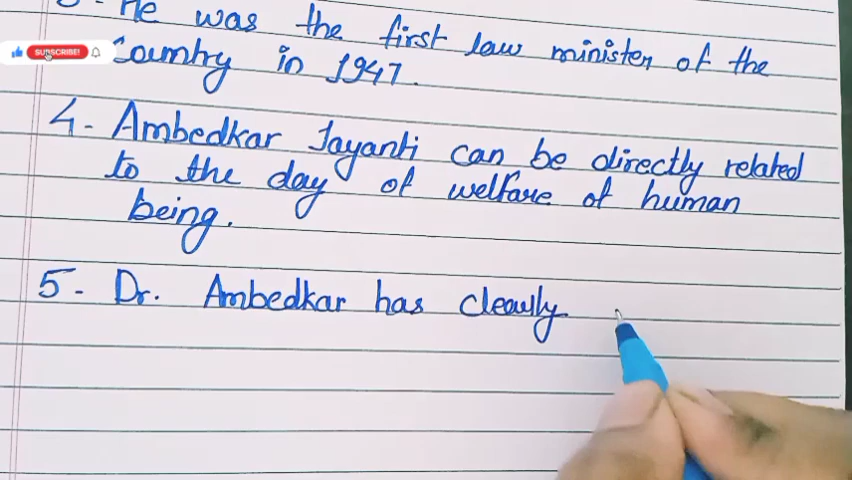 3- He was the first law minister of the
SUBSCRIBE!
Country in 1947.
4- Ambedkar Jayanti can be directly related
to the day of welfare of human
being.
5- Dr. Ambedkar has clearly